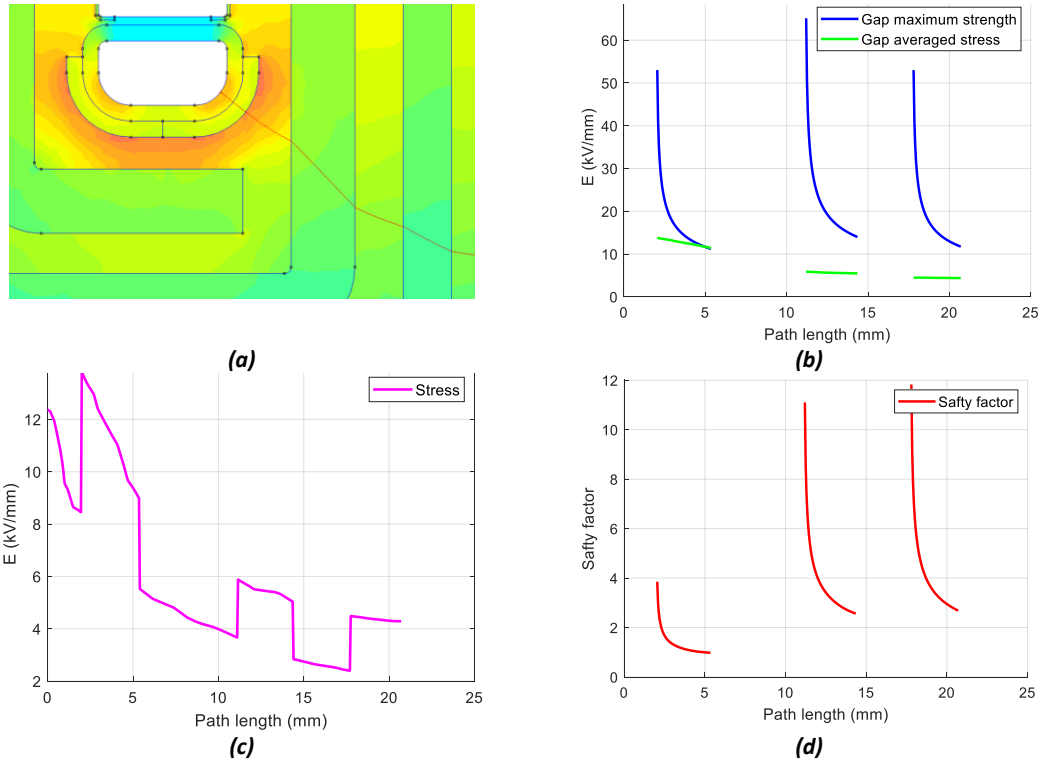 Gap maximum strength
Gap averaged stress
E (kV/mm)
60
50
40
30
20
10
0
0 5 10 15 20 25
Path length (mm)
(a)
(b)
Stress
E (kV/mm)
12
10
8
6
4
2
0 5 10 15 20 25
Path length (mm)
(c)
Safty factor
Safty factor
12
10
8
6
4
2
0
0 5 10 15 20 25
Path length (mm)
(d)